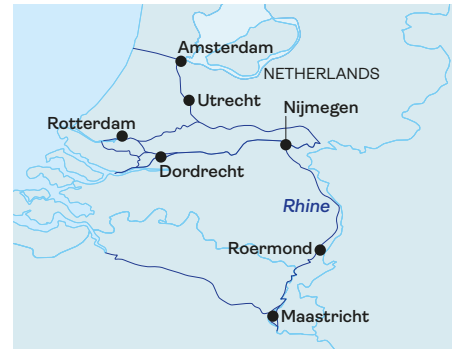 Amsterdam
NETHERLANDS
Utrecht
Nijmegen
Rotterdam
Dordrecht
Rhine
Roermond
Maastricht